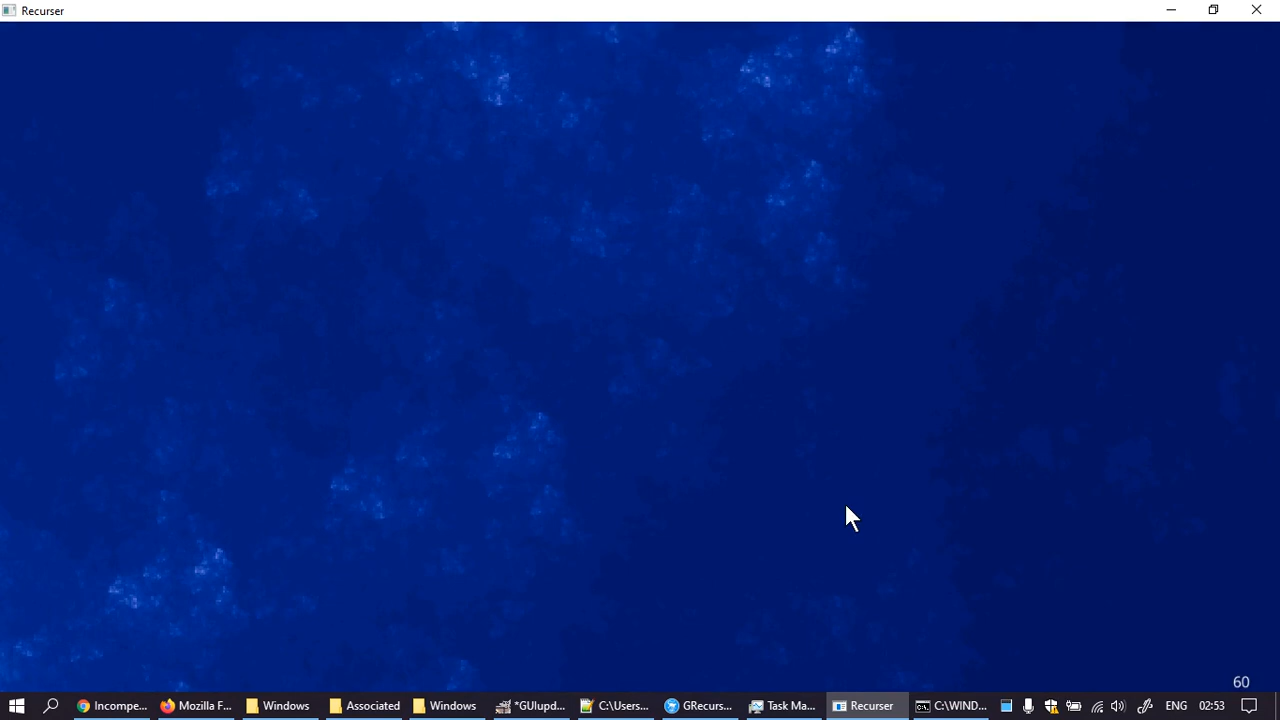 Recurser
60
Incompe...
Mozilla F...
Windows
Associated
Windows
*GUIupd...
C:\Users...
GRecurs...
Task Ma...
Recurser
C:\WIND...
ENG
02:53